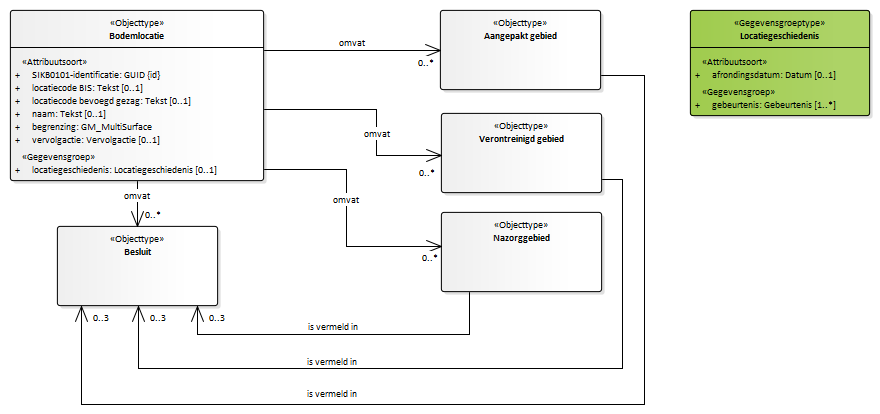 «Objecttype»
Bodemlocatie
«Attribuutsoort»
+ SIKB0101-identificatie: GUID {id}
+ locatiecode BIS: Tekst [0..1]
+ locatiecode bevoegd gezag: Tekst [0..1]
+ naam: Tekst [0..1]
+ begrenzing: GM_MultiSurface
+ vervolgactie: Vervolgactie [0..1]
«Gegevensgroep»
+ locatiegeschiedenis: Locatiegeschiedenis [0..1]
omvat
0..*
«Objecttype»
Aangepakt gebied
«Gegevensgroeptype»
Locatiegeschiedenis
«Attribuutsoort»
+ afrondingsdatum: Datum [0..1]
«Gegevensgroep»
+ gebeurtenis: Gebeurtenis [1..*]
omvat
0..*
«Objecttype»
Verontreinigd gebied
omvat
0..*
«Objecttype»
Nazorggebied
omvat
0..*
«Objecttype»
Besluit
0..3
0..3
0..3
is vermeld in
is vermeld in
is vermeld in